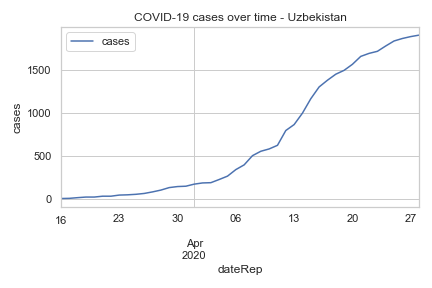 COVID-19 cases over time - Uzbekistan
cases
1500
1000
500
0
cases
16 23 30 06 13 20 27
Apr
2020
dateRep